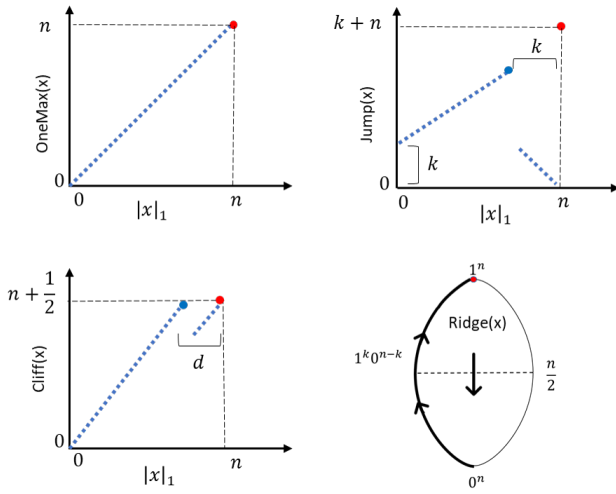 n
OneMax(x)
0
0
|x|₁
n
k + n
k
Jump(x)
k
0
0
|x|₁
n
n + 1/2
Cliff(x)
d
0
0
|x|₁
n
1ⁿ
Ridge(x)
1ᵏ0ⁿ⁻ᵏ
n/2
0ⁿ